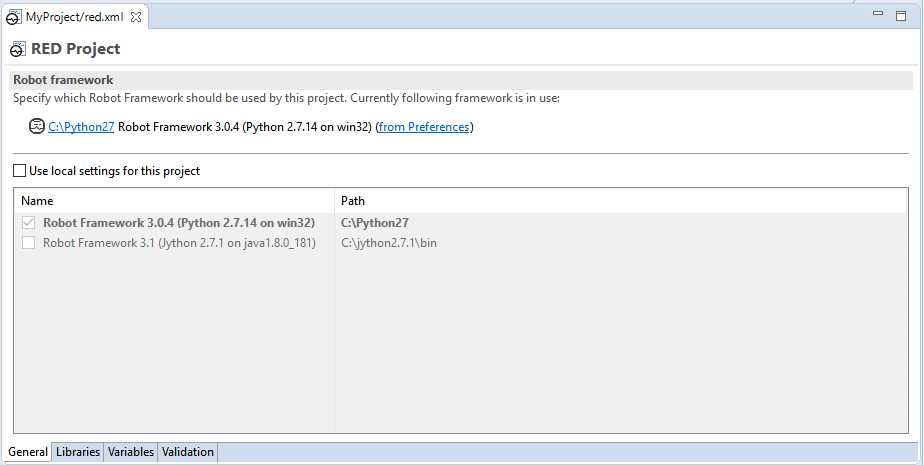 MyProject/red.xml
RED Project
Robot framework
Specify which Robot Framework should be used by this project. Currently following framework is in use:
C:\Python27 Robot Framework 3.0.4 (Python 2.7.14 on win32) (from Preferences)
Use local settings for this project
Name Path
Robot Framework 3.0.4 (Python 2.7.14 on win32) C:\Python27
Robot Framework 3.1 (Jython 2.7.1 on java1.8.0_181) C:\jython2.7.1\bin
General Libraries Variables Validation